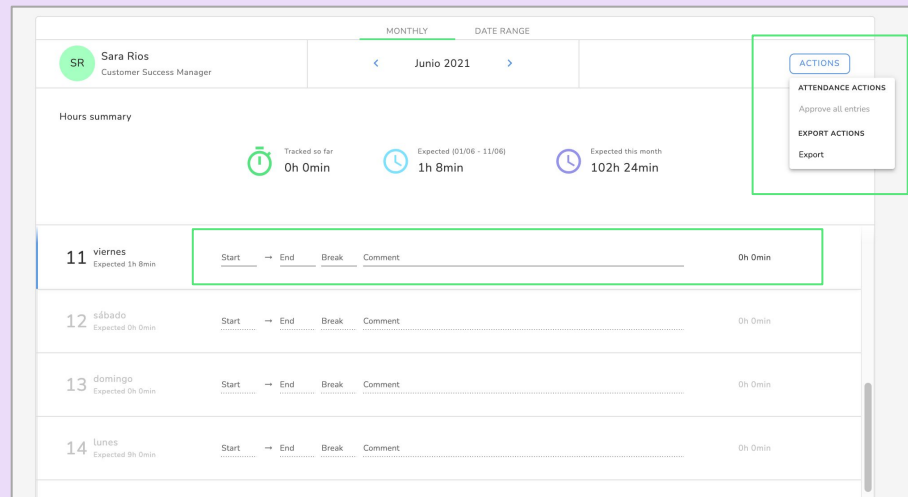 MONTHLY DATE RANGE
SR Sara Rios
Customer Success Manager
< Junio 2021 >
ACTIONS
ATTENDANCE ACTIONS
Approve all entries
EXPORT ACTIONS
Export
Hours summary
Tracked so far
0h 0min
Expected (01/06 - 11/06)
1h 8min
Expected this month
102h 24min
11 viernes
Expected 1h 8min
Start → End Break Comment 0h 0min
12 sábado
Expected 0h 0min
Start → End Break Comment 0h 0min
13 domingo
Expected 0h 0min
Start → End Break Comment 0h 0min
14 lunes
Expected 9h 0min
Start → End Break Comment 0h 0min